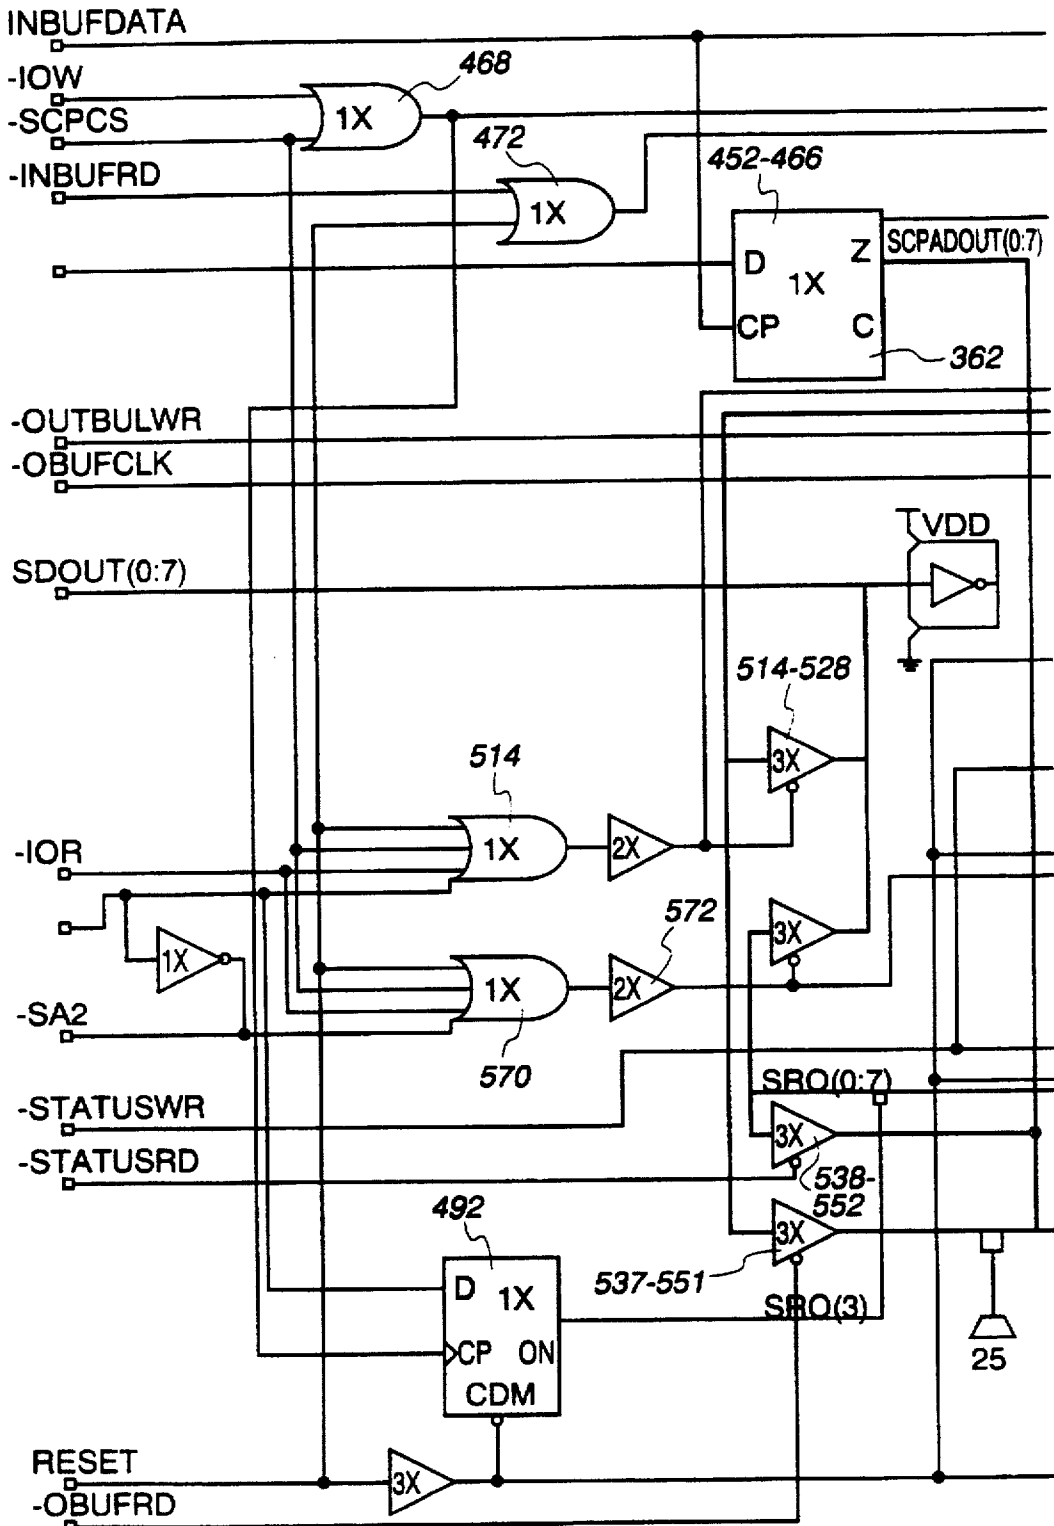 INBUFDATA
-IOW
468
1X
-SCPCS
472
-INBUFRD
452-466
1X
SCPADOUT(0:7)
D
Z
1X
CP
C
362
-OUTBULWR
-OBUFCLK
VDD
SDOUT(0:7)
514-528
514
3X
1X
2X
-IOR
572
3X
1X
1X
2X
-SA2
570
SRO(0:7)
-STATUSWR
3X
-STATUSRD
538-
552
492
3X
D
1X
537-551
SRO(3)
CP
ON
25
CDM
RESET
3X
-OBUFRD